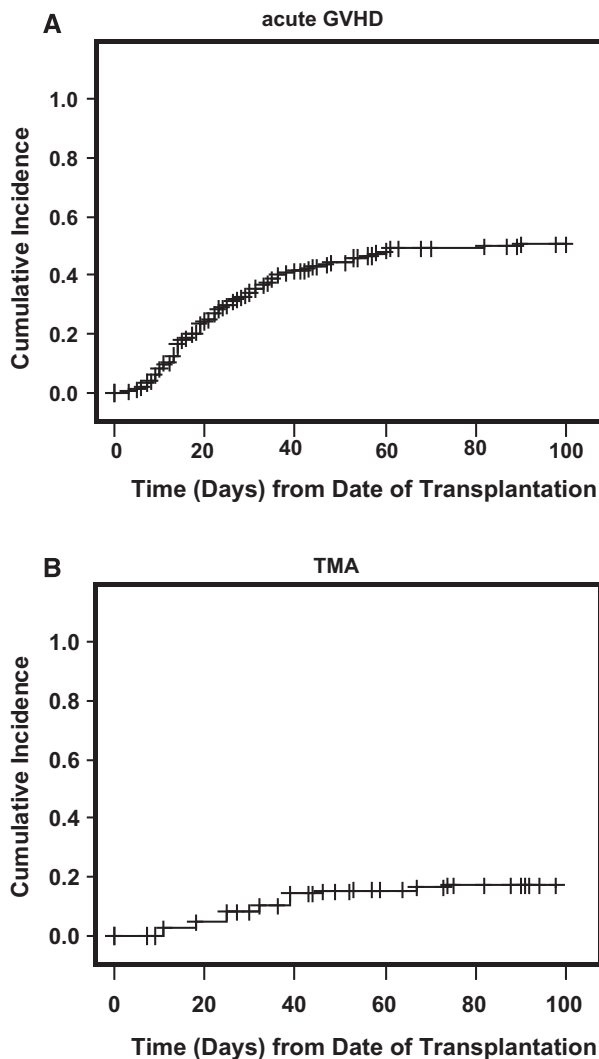 A
acute GVHD
Cumulative Incidence
1.0
0.8
0.6
0.4
0.2
0.0
0 20 40 60 80 100
Time (Days) from Date of Transplantation
B
TMA
Cumulative Incidence
1.0
0.8
0.6
0.4
0.2
0.0
0 20 40 60 80 100
Time (Days) from Date of Transplantation